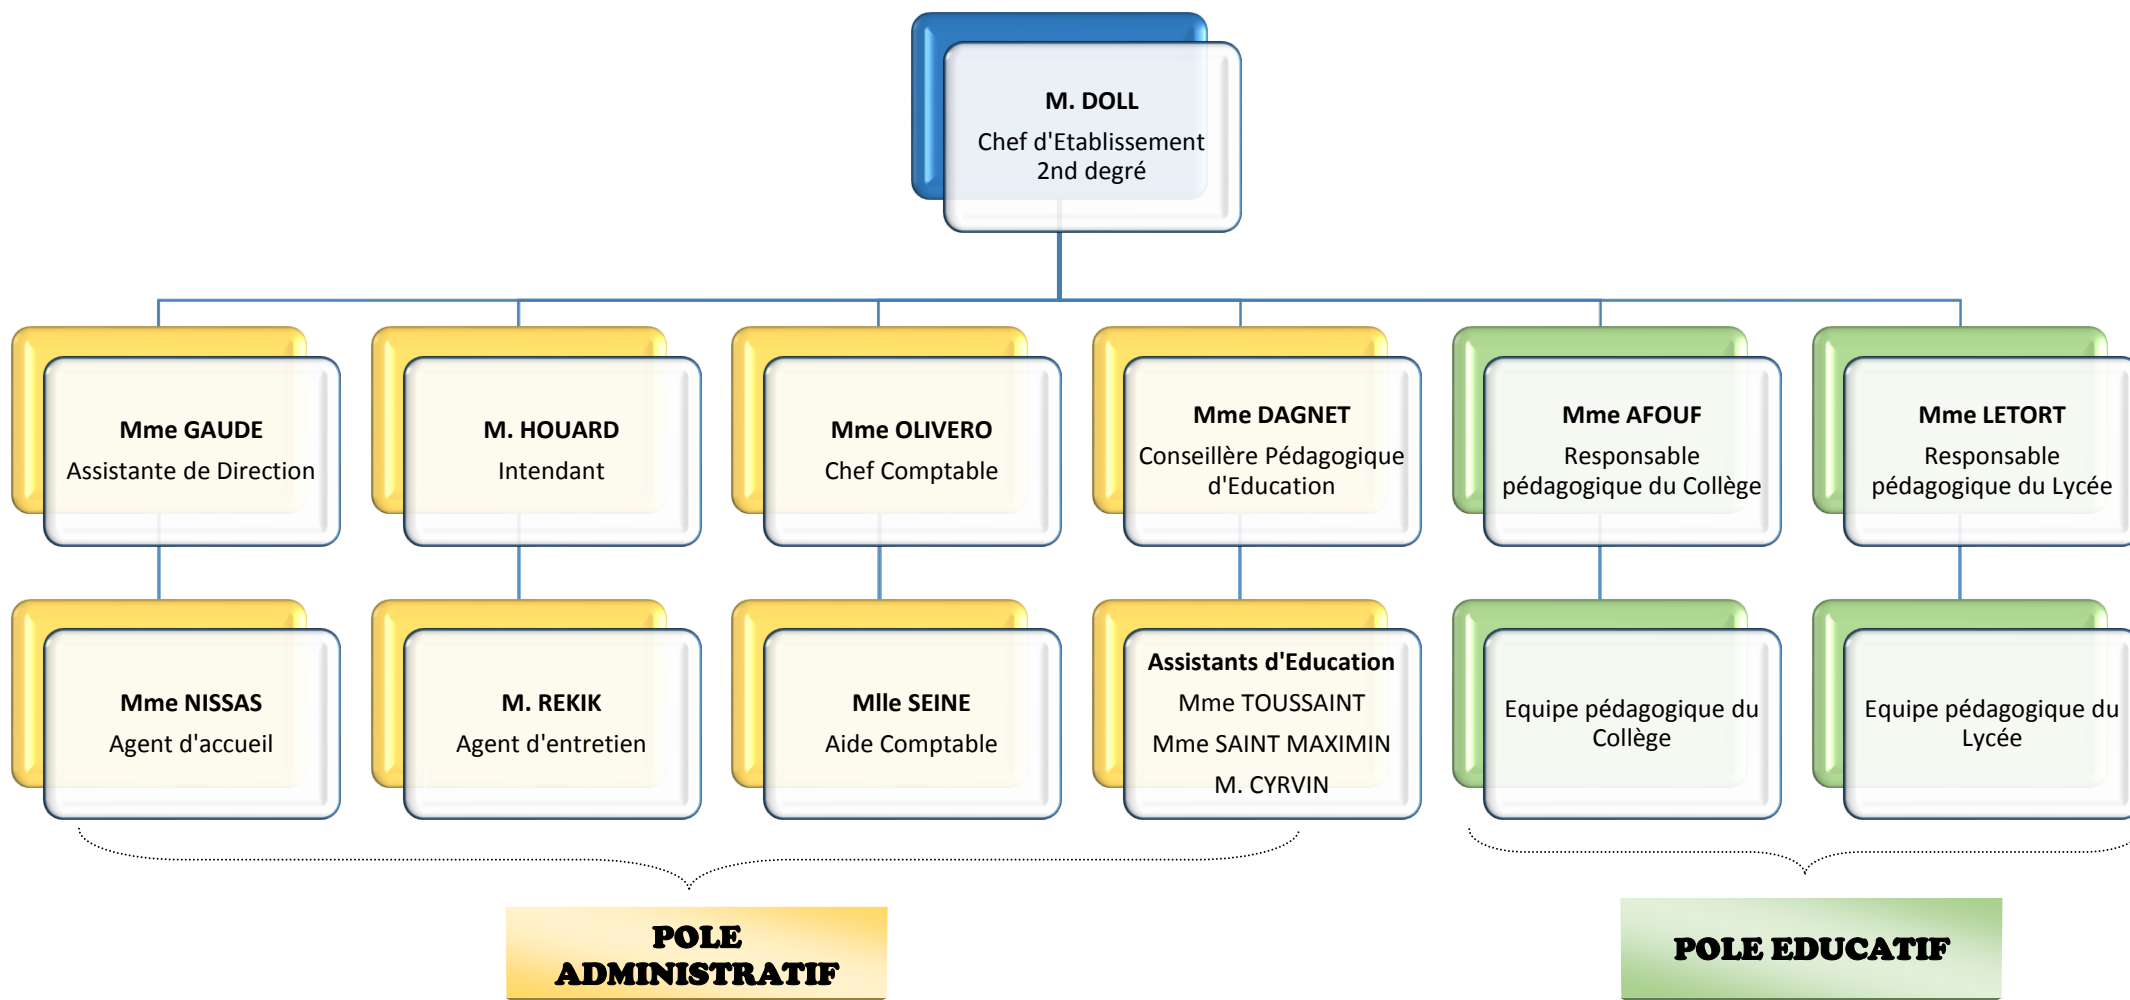 M. DOLL
Chef d'Etablissement
2nd degré
Mme GAUDE
Assistante de Direction
M. HOUARD
Intendant
Mme OLIVERO
Chef Comptable
Mme DAGNET
Conseillère Pédagogique
d'Education
Mme AFOUF
Responsable
pédagogique du Collège
Mme LETORT
Responsable
pédagogique du Lycée
Mme NISSAS
Agent d'accueil
M. REKIK
Agent d'entretien
Mlle SEINE
Aide Comptable
Assistants d'Education
Mme TOUSSAINT
Mme SAINT MAXIMIN
M. CYRVIN
Equipe pédagogique du
Collège
Equipe pédagogique du
Lycée
POLE
ADMINISTRATIF
POLE EDUCATIF